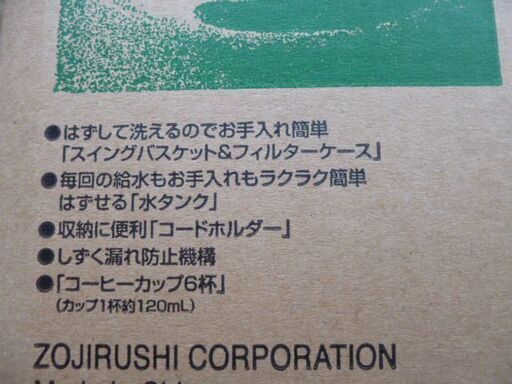 ●はずして洗えるのでお手入れ簡単
「スイングバスケット&フィルターケース」
●毎回の給水もお手入れもラクラク簡単
はずせる「水タンク」
●収納に便利「コードホルダー」
●しずく漏れ防止機構
●「コーヒーカップ6杯」
(カップ1杯約120mL)
ZOJIRUSHI CORPORATION